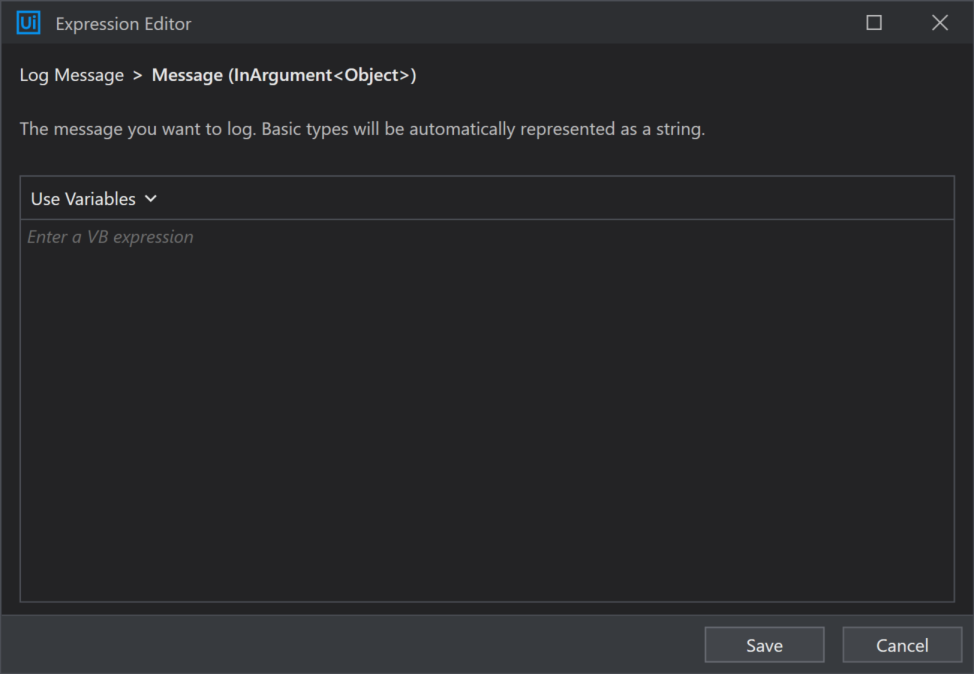 Ui Expression Editor
Log Message > Message (InArgument<Object>)
The message you want to log. Basic types will be automatically represented as a string.
Use Variables
Enter a VB expression
Save Cancel